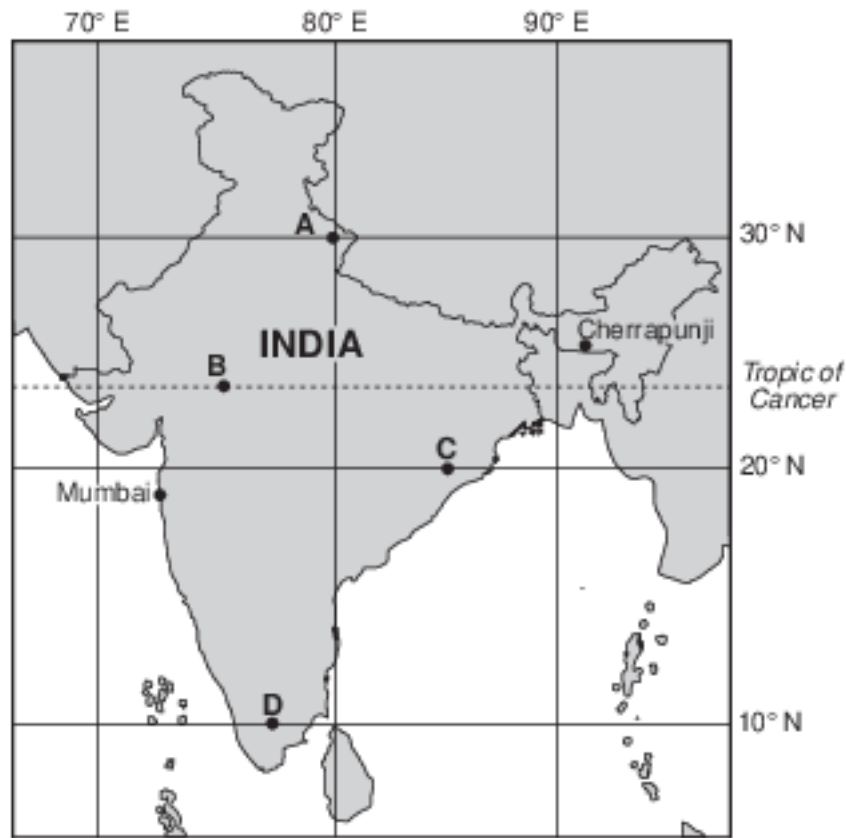 70° E 80° E 90° E
A
30° N
INDIA
Cherrapunji
B
Tropic of
Cancer
C
20° N
Mumbai
D
10° N